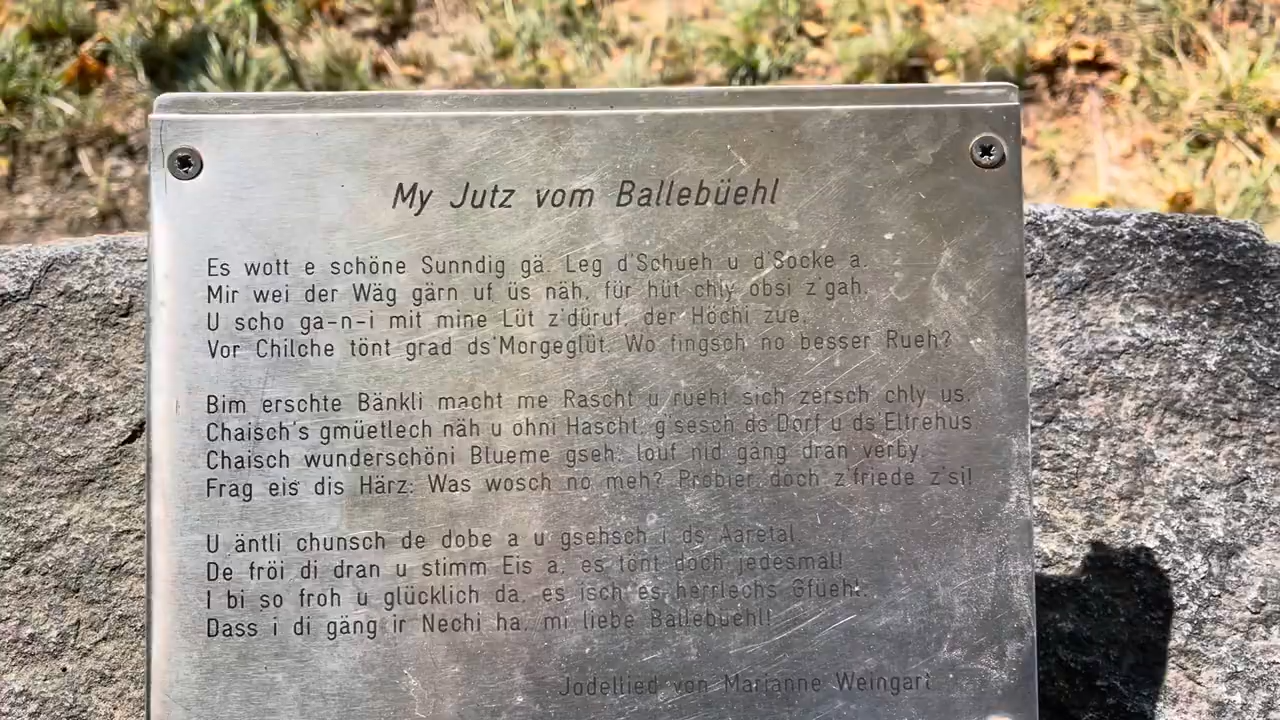 My Jutz vom Ballebüehl
Es wott e schöne Sunndig gä. Leg d'Schueh u d'Socke a.
Mir wei der Wäg gärn uf üs näh, für hüt chly obsi z'gah.
U scho ga-n-i mit mine Lüt z'düruf, der Höchi zue.
Vor Chilche tönt grad ds'Morgeglüt. Wo fingsch no besser Rueh?
Bim erschte Bänkli macht me Rascht u rueht sich zersch chly us.
Chaisch's gmüetlech näh u ohni Hascht, g'sesch ds'Dorf u ds'Eltrehus
Chaisch wunderschöni Blueme gseh, louf nid gäng dran verby.
Frag eis dis Härz: Was wosch no meh? Probier doch z'friede z'si!
U äntli chunsch de dobe a u gsehsch i ds Aaretal.
De fröi di dran u stimm Eis a, es tönt doch jedesmal!
I bi so froh u glücklich da, es isch es herrlechs Gfüehl.
Dass i di gäng ir Nechi ha, mi liebe Ballebüehl!
Jodellied von Marianne Weingart